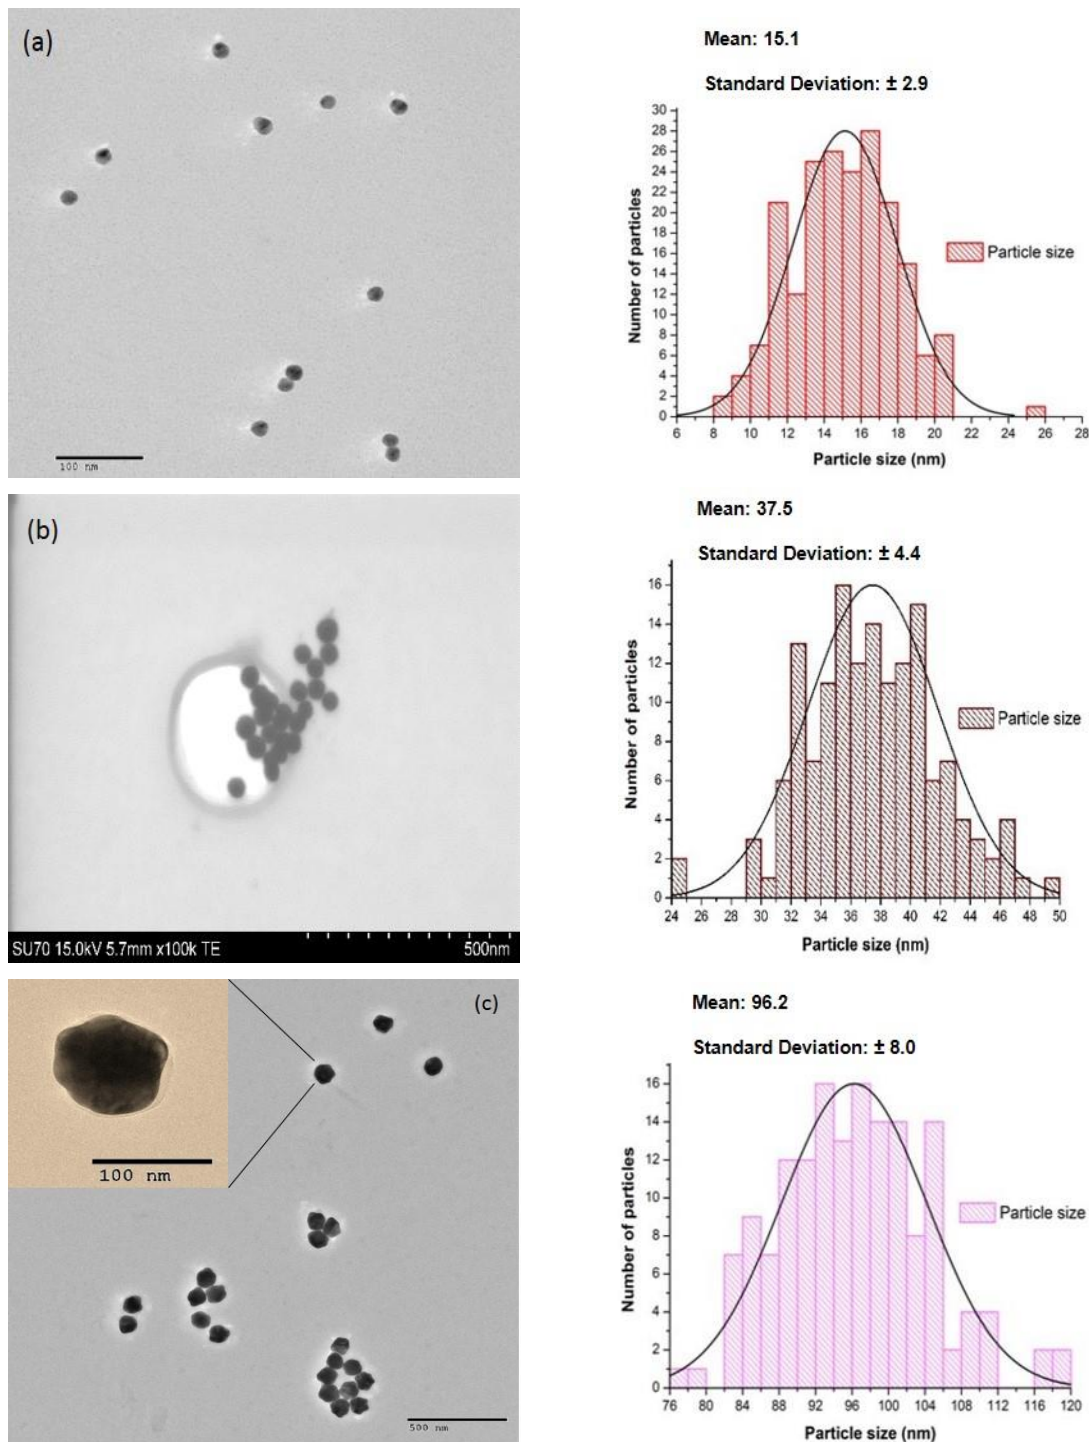 (a)
100 nm
Mean: 15.1
Standard Deviation: ± 2.9
30
28
26
24
22
20
18
16
14
12
10
8
6
4
2
0
Number of particles
Particle size
6 8 10 12 14 16 18 20 22 24 26 28
Particle size (nm)
(b)
SU70 15.0kV 5.7mm x100k TE 500nm
Mean: 37.5
Standard Deviation: ± 4.4
16
14
12
10
8
6
4
2
0
Number of particles
Particle size
24 26 28 30 32 34 36 38 40 42 44 46 48 50
Particle size (nm)
(c)
100 nm
500 nm
Mean: 96.2
Standard Deviation: ± 8.0
16
14
12
10
8
6
4
2
0
Number of particles
Particle size
76 80 84 88 92 96 100 104 108 112 116 120
Particle size (nm)